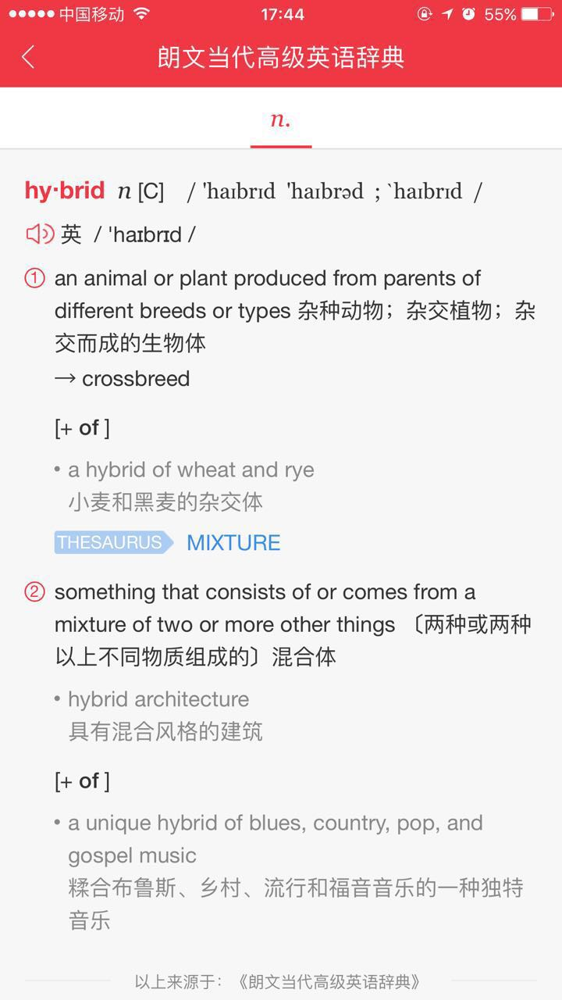 中国移动 17:44 55%
朗文当代高级英语辞典
n.
hy·brid n [C] / 'haɪbrɪd 'haɪbrəd ; `haɪbrɪd /
英 / 'haɪbrɪd /
① an animal or plant produced from parents of
different breeds or types 杂种动物；杂交植物；杂
交而成的生物体
→ crossbreed
[+ of ]
• a hybrid of wheat and rye
小麦和黑麦的杂交体
THESAURUS MIXTURE
② something that consists of or comes from a
mixture of two or more other things 〔两种或两种
以上不同物质组成的〕混合体
• hybrid architecture
具有混合风格的建筑
[+ of ]
• a unique hybrid of blues, country, pop, and
gospel music
糅合布鲁斯、乡村、流行和福音音乐的一种独特
音乐
以上来源于：《朗文当代高级英语辞典》